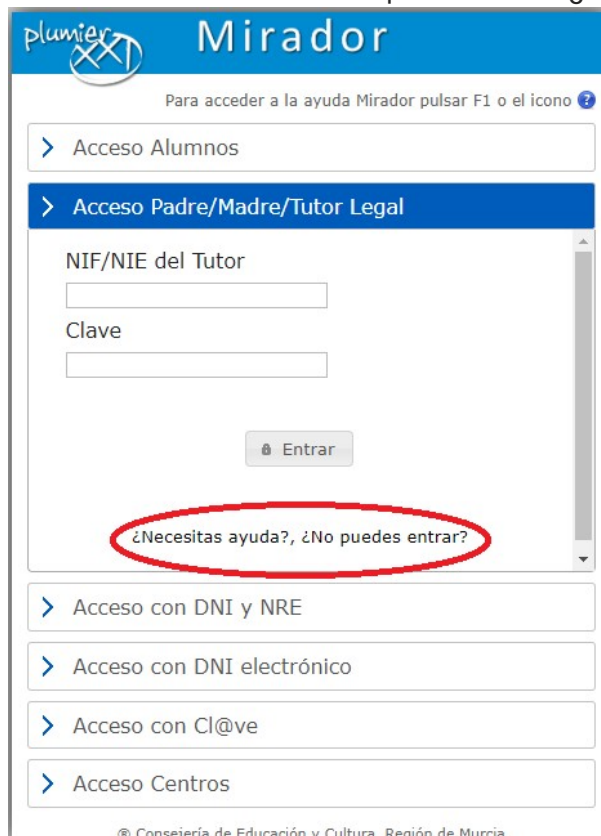 plumier
XXI
Mirador
Para acceder a la ayuda Mirador pulsar F1 o el icono ?
Acceso Alumnos
Acceso Padre/Madre/Tutor Legal
NIF/NIE del Tutor
Clave
Entrar
¿Necesitas ayuda?, ¿No puedes entrar?
Acceso con DNI y NRE
Acceso con DNI electrónico
Acceso con Cl@ve
Acceso Centros
® Consejería de Educación y Cultura. Región de Murcia